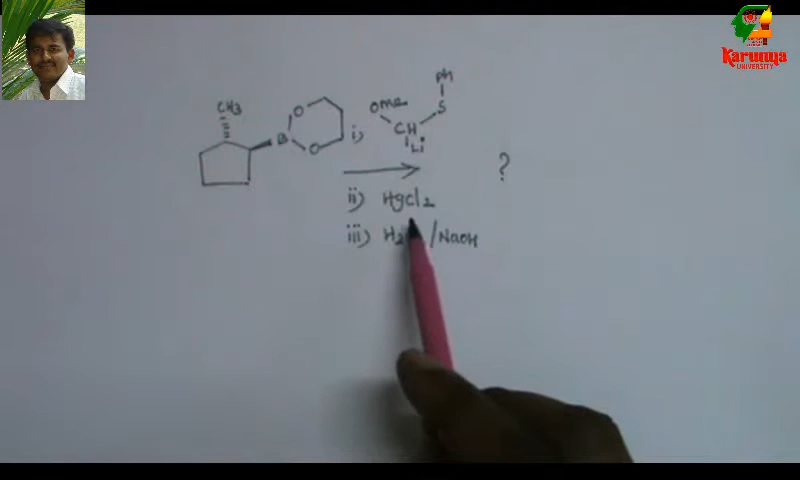 Karunya
UNIVERSITY
Ph
OMe S
CH
Li
CH3
B O O
i)
?
ii) HgCl2
iii) H2 /NaOH